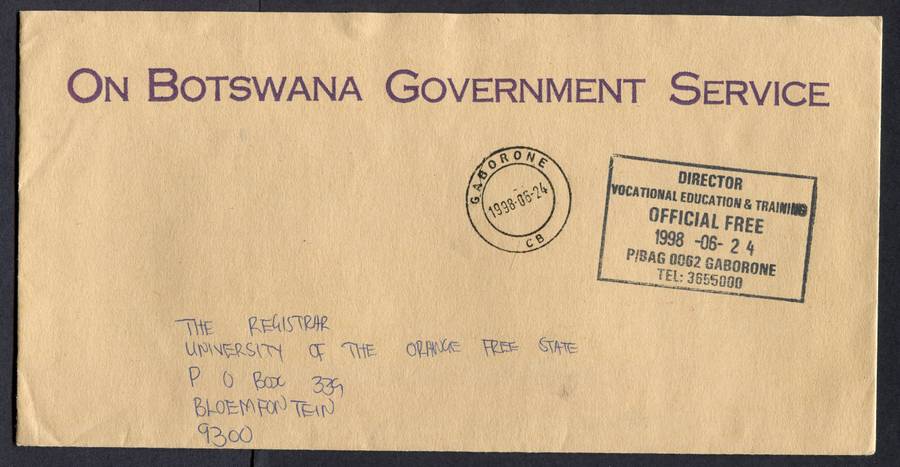 ON BOTSWANA GOVERNMENT SERVICE
GABORONE
1998-06-24
CB
DIRECTOR
VOCATIONAL EDUCATION & TRAINING
OFFICIAL FREE
1998 -06- 24
P/BAG 0062 GABORONE
TEL: 3655000
THE REGISTRAR
UNIVERSITY OF THE ORANGE FREE STATE
P O BOX 339
BLOEMFONTEIN
9300